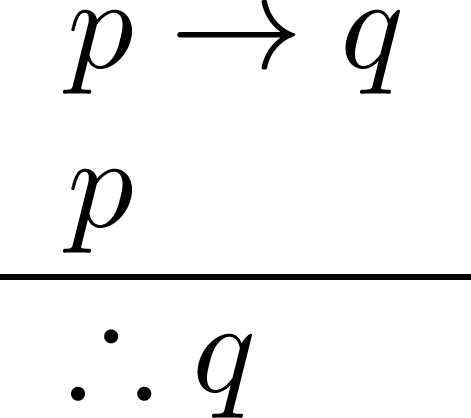 p → q
p
∴ q